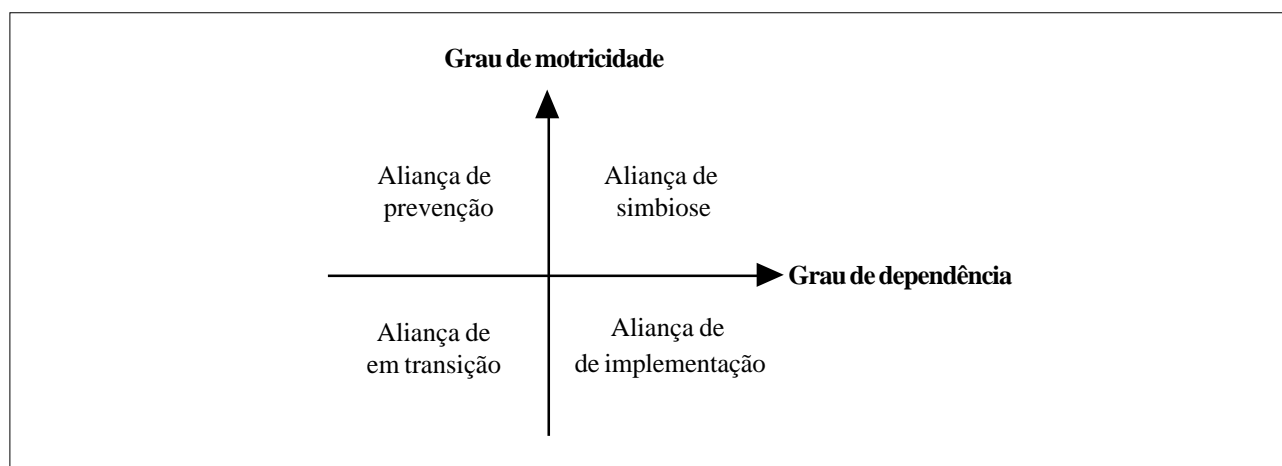 Grau de motricidade
Aliança de
prevenção
Aliança de
simbiose
Grau de dependência
Aliança de
em transição
Aliança de
de implementação